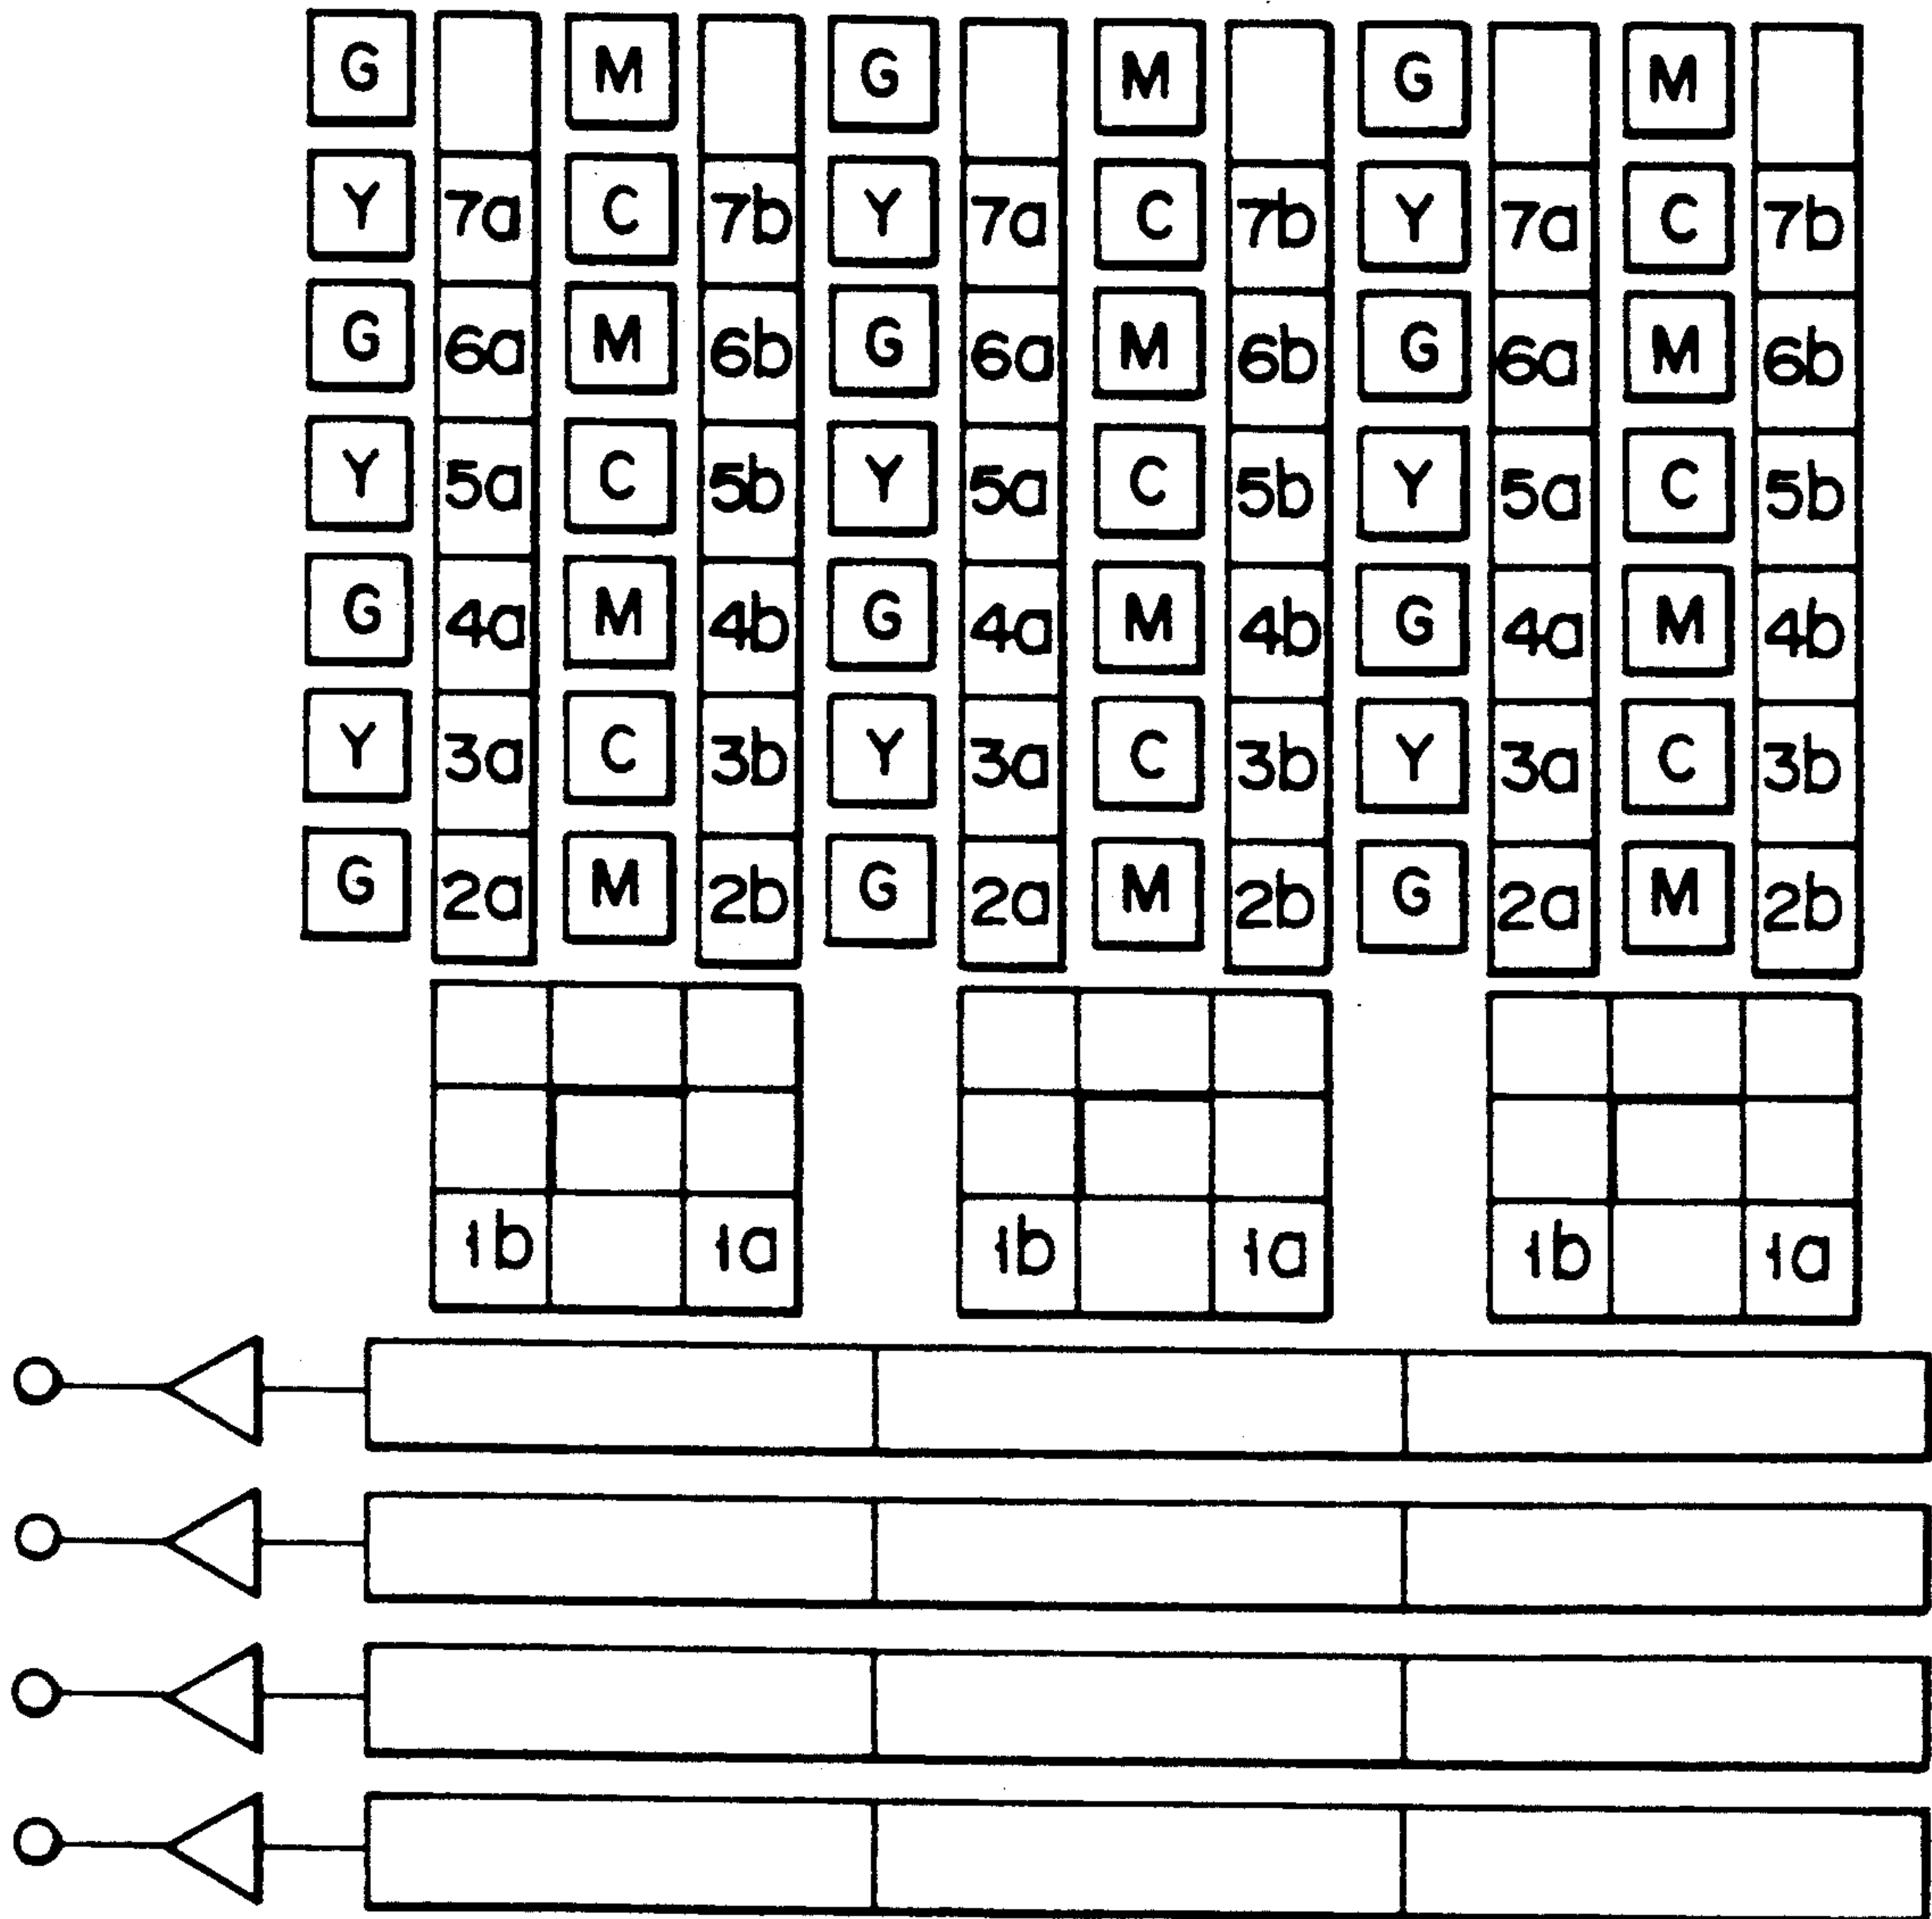 G M G M G M
Y 7a C 7b Y 7a C 7b Y 7a C 7b
G 6a M 6b G 6a M 6b G 6a M 6b
Y 5a C 5b Y 5a C 5b Y 5a C 5b
G 4a M 4b G 4a M 4b G 4a M 4b
Y 3a C 3b Y 3a C 3b Y 3a C 3b
G 2a M 2b G 2a M 2b G 2a M 2b
1b 1a 1b 1a 1b 1a